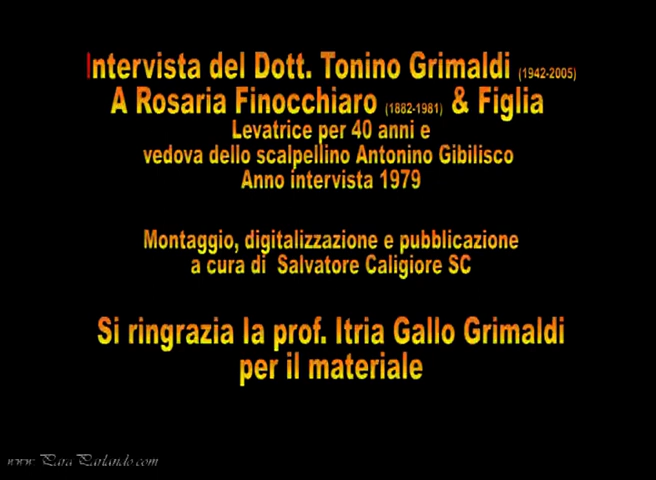 Intervista del Dott. Tonino Grimaldi (1942-2005)
A Rosaria Finocchiaro (1882-1981) & Figlia
Levatrice per 40 anni e
vedova dello scalpellino Antonino Gibilisco
Anno intervista 1979
Montaggio, digitalizzazione e pubblicazione
a cura di Salvatore Caligiore SC
Si ringrazia la prof. Itria Gallo Grimaldi
per il materiale
www.ParaParlando.com